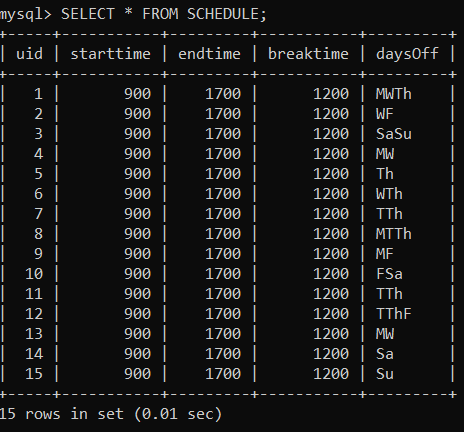 mysql> SELECT * FROM SCHEDULE;
+-----+-----------+---------+-----------+---------+
| uid | starttime | endtime | breaktime | daysOff |
+-----+-----------+---------+-----------+---------+
|   1 |       900 |    1700 |      1200 | MWTh    |
|   2 |       900 |    1700 |      1200 | WF      |
|   3 |       900 |    1700 |      1200 | SaSu    |
|   4 |       900 |    1700 |      1200 | MW      |
|   5 |       900 |    1700 |      1200 | Th      |
|   6 |       900 |    1700 |      1200 | WTh     |
|   7 |       900 |    1700 |      1200 | TTh     |
|   8 |       900 |    1700 |      1200 | MTTh    |
|   9 |       900 |    1700 |      1200 | MF      |
|  10 |       900 |    1700 |      1200 | FSa     |
|  11 |       900 |    1700 |      1200 | TTh     |
|  12 |       900 |    1700 |      1200 | TThF    |
|  13 |       900 |    1700 |      1200 | MW      |
|  14 |       900 |    1700 |      1200 | Sa      |
|  15 |       900 |    1700 |      1200 | Su      |
+-----+-----------+---------+-----------+---------+
15 rows in set (0.01 sec)